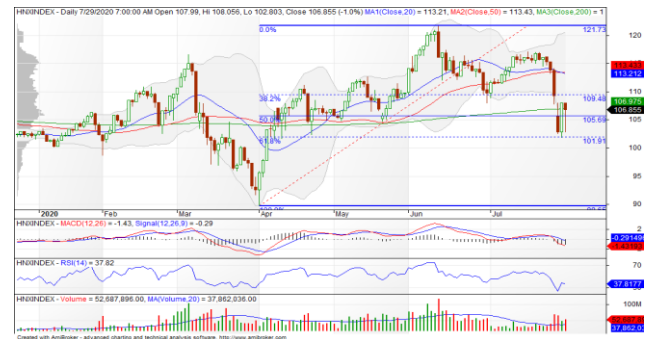 HNXINDEX - Daily 7/29/2020 7:00:00 AM Open 107.99, Hi 108.056, Lo 102.803, Close 106.855 (-1.0%) MA1(Close,20) = 113.21, MA2(Close,50) = 113.43, MA3(Close,200) = 1
0.0% 121.73
120
115
113.433
113.212
110
38.2% 109.48
106.975
106.855
50.0% 105.69
105
61.8% 101.91
100
95
90
2020 Feb Mar Apr May Jun Jul
HNXINDEX - MACD(12,26) = -1.43, Signal(12,26,9) = -0.29
2
-0.29149
HNXINDEX - RSI(14) = 37.82
70
37.8177
HNXINDEX - Volume = 52,687,896.00, MA(Volume,20) = 37,862,036.00
100M
Created with AmiBroker - advanced charting and technical analysis software. http://www.amibroker.com